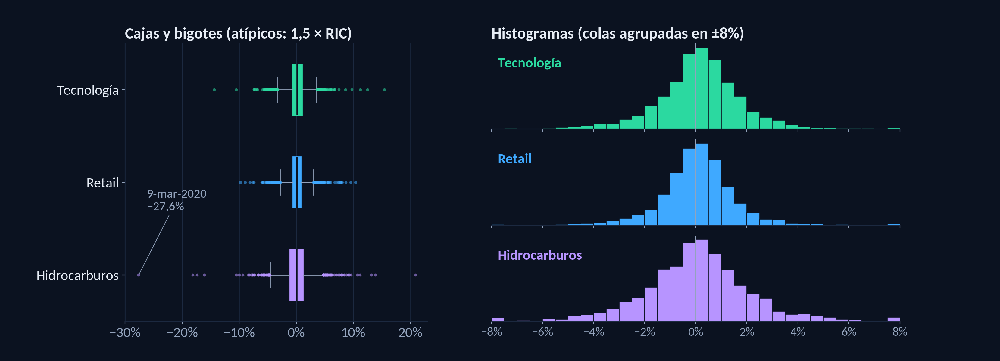 Cajas y bigotes (atípicos: 1,5 × RIC)
Tecnología
Retail
9-mar-2020
−27,6%
Hidrocarburos
−30% −20% −10% 0% 10% 20%
Histogramas (colas agrupadas en ±8%)
Tecnología
Retail
Hidrocarburos
−8% −6% −4% −2% 0% 2% 4% 6% 8%